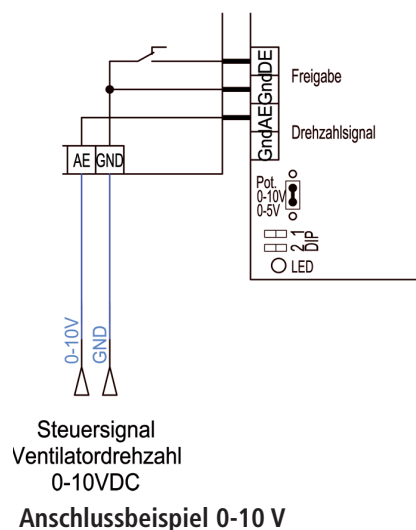 DE
Gnd
AE
Gnd
Freigabe
Drehzahlsignal
AE GND
Pot.
0-10V
0-5V
1
2
DIP
LED
0-10V
GND
Steuersignal
Ventilatordrehzahl
0-10VDC
Anschlussbeispiel 0-10 V